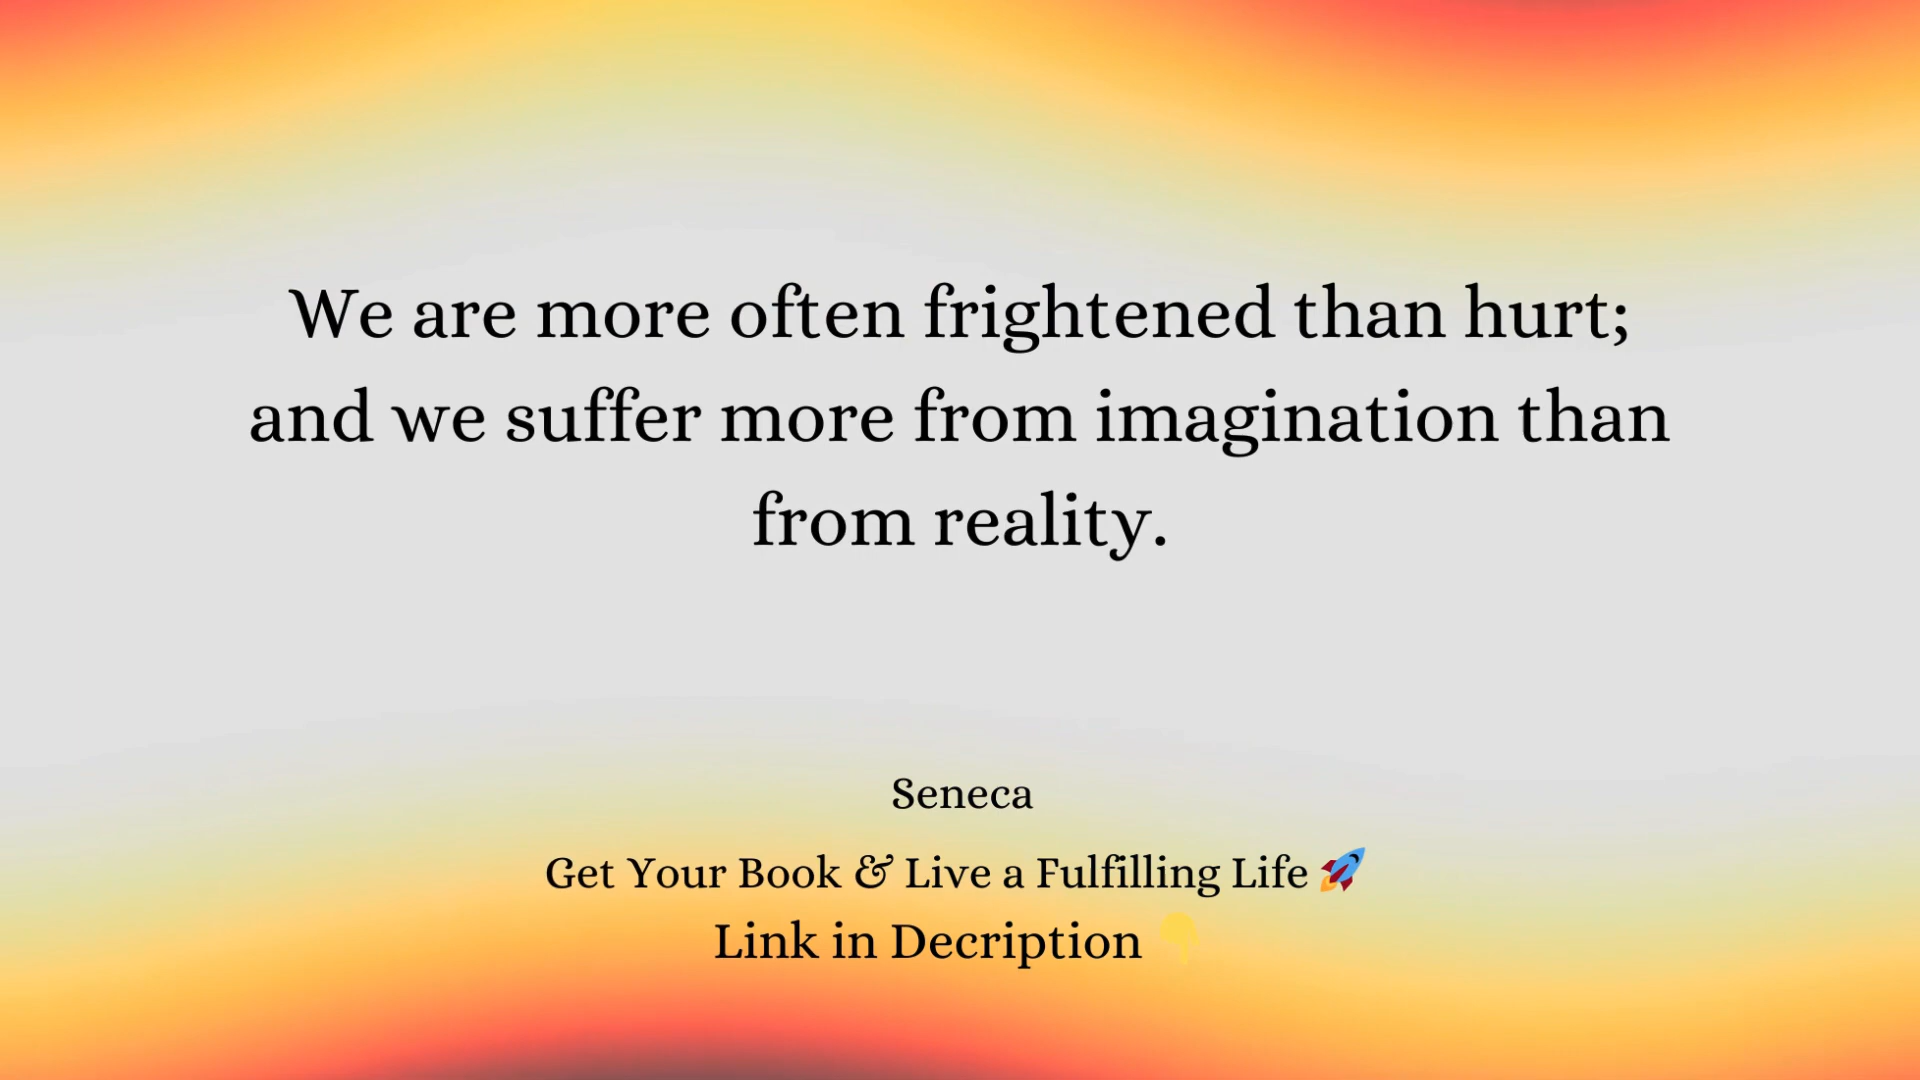 We are more often frightened than hurt;
and we suffer more from imagination than
from reality.
Seneca
Get Your Book & Live a Fulfilling Life 🚀
Link in Decription 👇